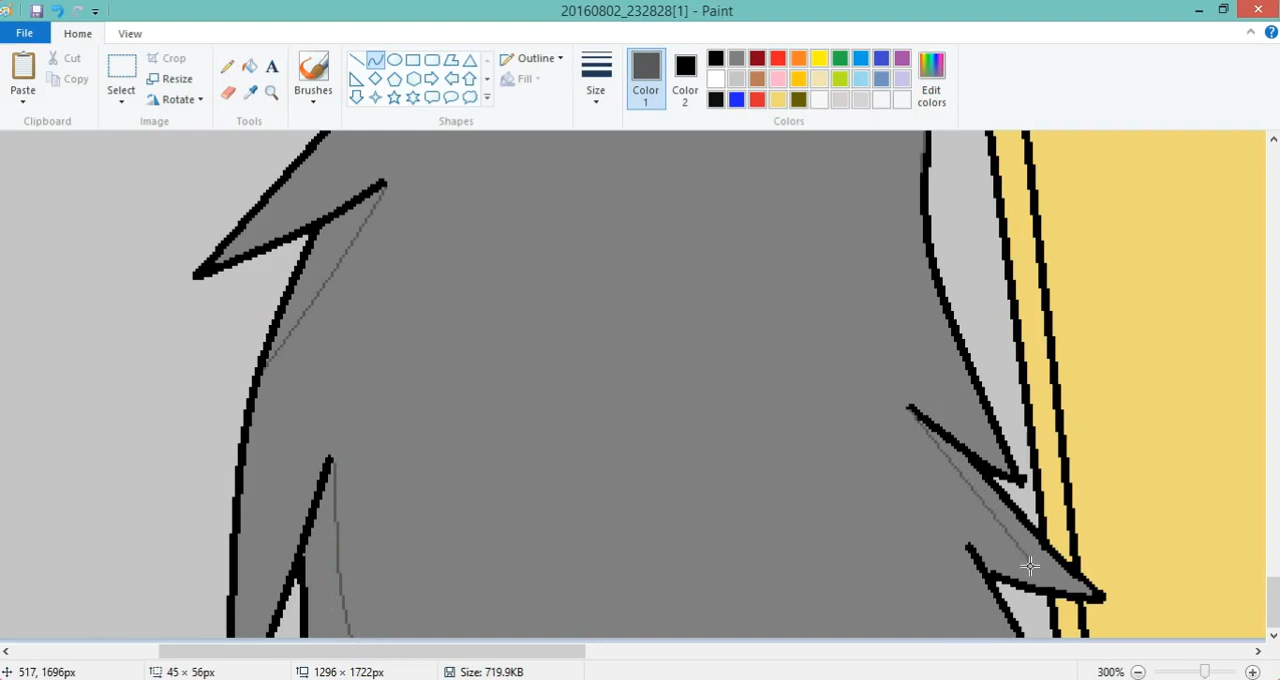 20160802_232828[1] - Paint
File
Home
View
Paste
Cut
Copy
Clipboard
Select
Crop
Resize
Rotate
Image
A
Tools
Brushes
Outline
Fill
Shapes
Size
Color 1
Color 2
Edit colors
Colors
517, 1696px
45 × 56px
1296 × 1722px
Size: 719.9KB
300%